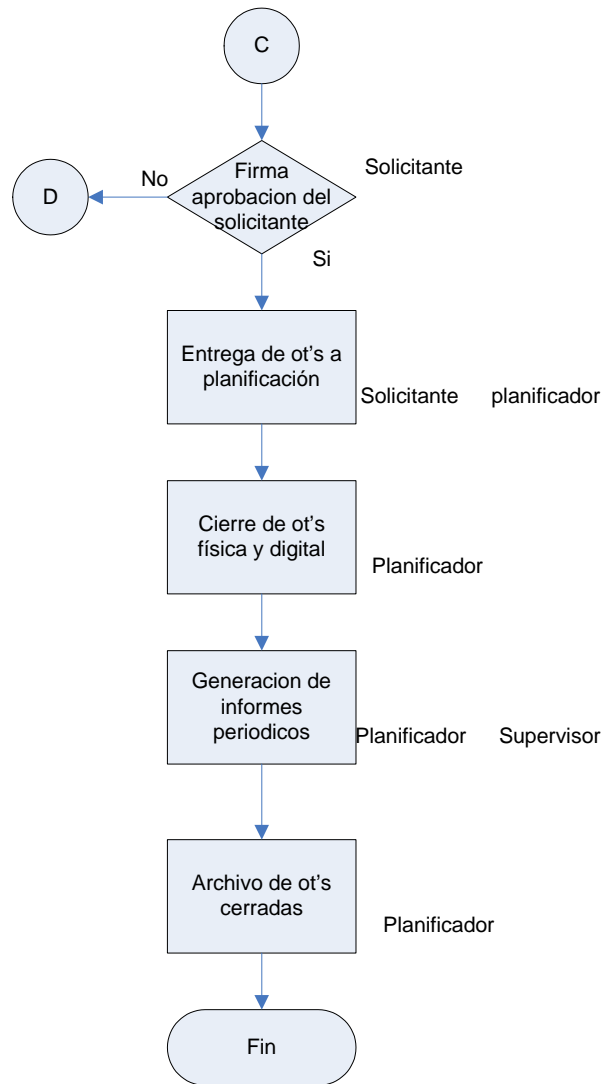 C
Firma
aprobacion del
solicitante
Solicitante
No
D
Si
Entrega de ot's a
planificación
Solicitante planificador
Cierre de ot's
física y digital
Planificador
Generacion de
informes
periodicos
Planificador Supervisor
Archivo de ot's
cerradas
Planificador
Fin